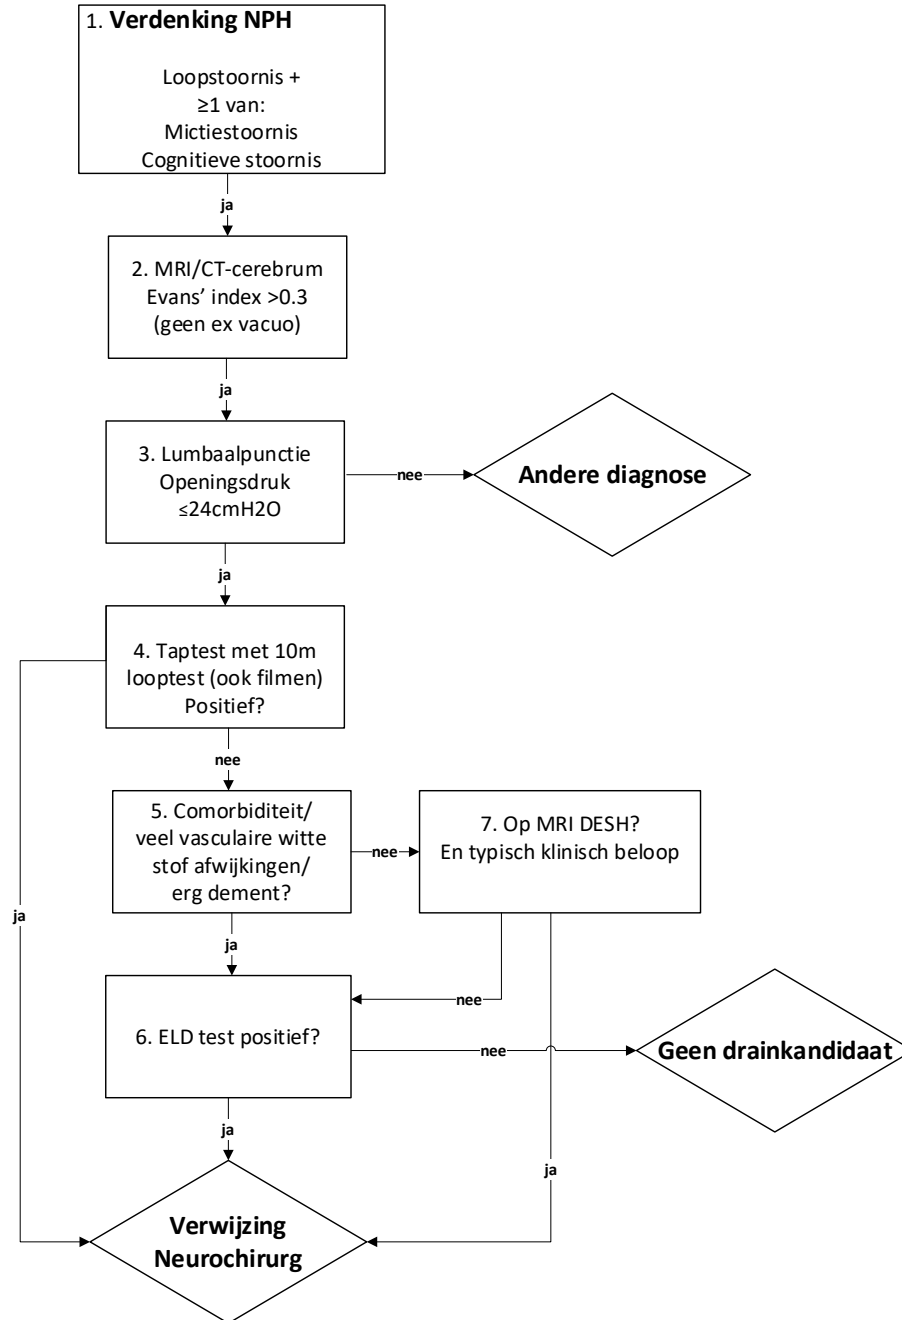 1. Verdenking NPH
Loopstoornis +
≥1 van:
Mictiestoornis
Cognitieve stoornis
ja
2. MRI/CT-cerebrum
Evans’ index >0.3
(geen ex vacuo)
ja
3. Lumbaalpunctie
Openingsdruk
≤24cmH2O
nee
Andere diagnose
ja
4. Taptest met 10m
looptest (ook filmen)
Positief?
nee
5. Comorbiditeit/
veel vasculaire witte
stof afwijkingen/
erg dement?
nee
7. Op MRI DESH?
En typisch klinisch beloop
ja
ja
nee
6. ELD test positief?
nee
Geen drainkandidaat
ja
ja
Verwijzing
Neurochirurg